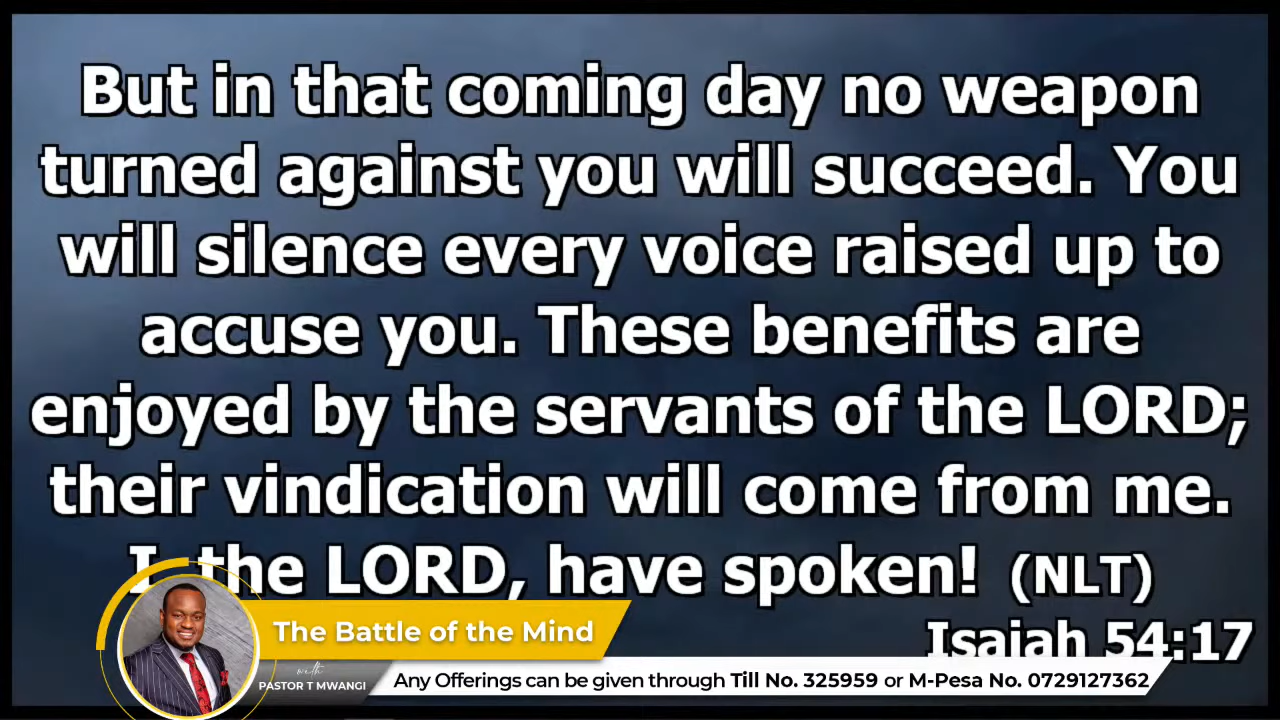 But in that coming day no weapon
turned against you will succeed. You
will silence every voice raised up to
accuse you. These benefits are
enjoyed by the servants of the LORD;
their vindication will come from me.
I, the LORD, have spoken! (NLT)
Isaiah 54:17
The Battle of the Mind
with
PASTOR T MWANGI
Any Offerings can be given through Till No. 325959 or M-Pesa No. 0729127362